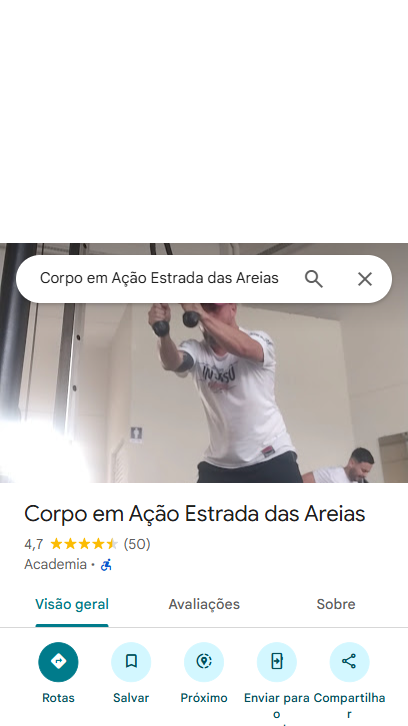 Corpo em Ação Estrada das Areias
Corpo em Ação Estrada das Areias
4,7 (50)
Academia •
Visão geral
Avaliações
Sobre
Rotas
Salvar
Próximo
Enviar para
o
Compartilha
r